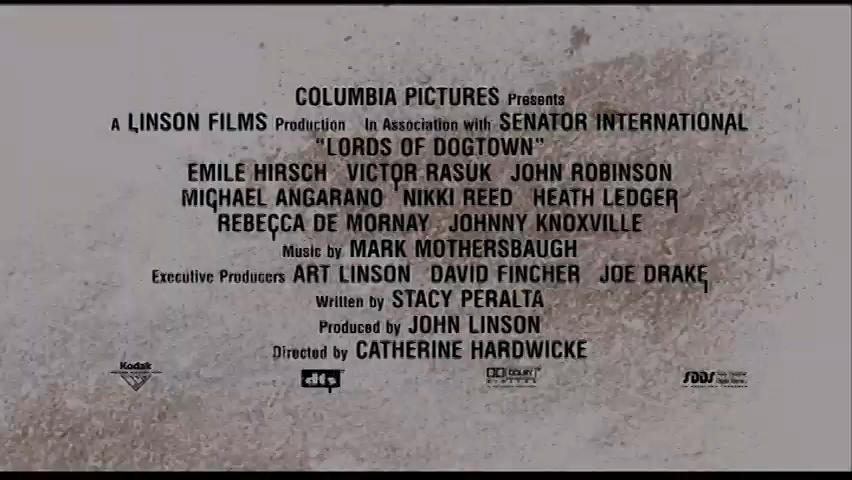 COLUMBIA PICTURES Presents
A LINSON FILMS Production In Association with SENATOR INTERNATIONAL
"LORDS OF DOGTOWN"
EMILE HIRSCH VICTOR RASUK JOHN ROBINSON
MICHAEL ANGARANO NIKKI REED HEATH LEDGER
REBECCA DE MORNAY JOHNNY KNOXVILLE
Music by MARK MOTHERSBAUGH
Executive Producers ART LINSON DAVID FINCHER JOE DRAKE
Written by STACY PERALTA
Produced by JOHN LINSON
Directed by CATHERINE HARDWICKE
Kodak
dts DOLBY DIGITAL SDDS